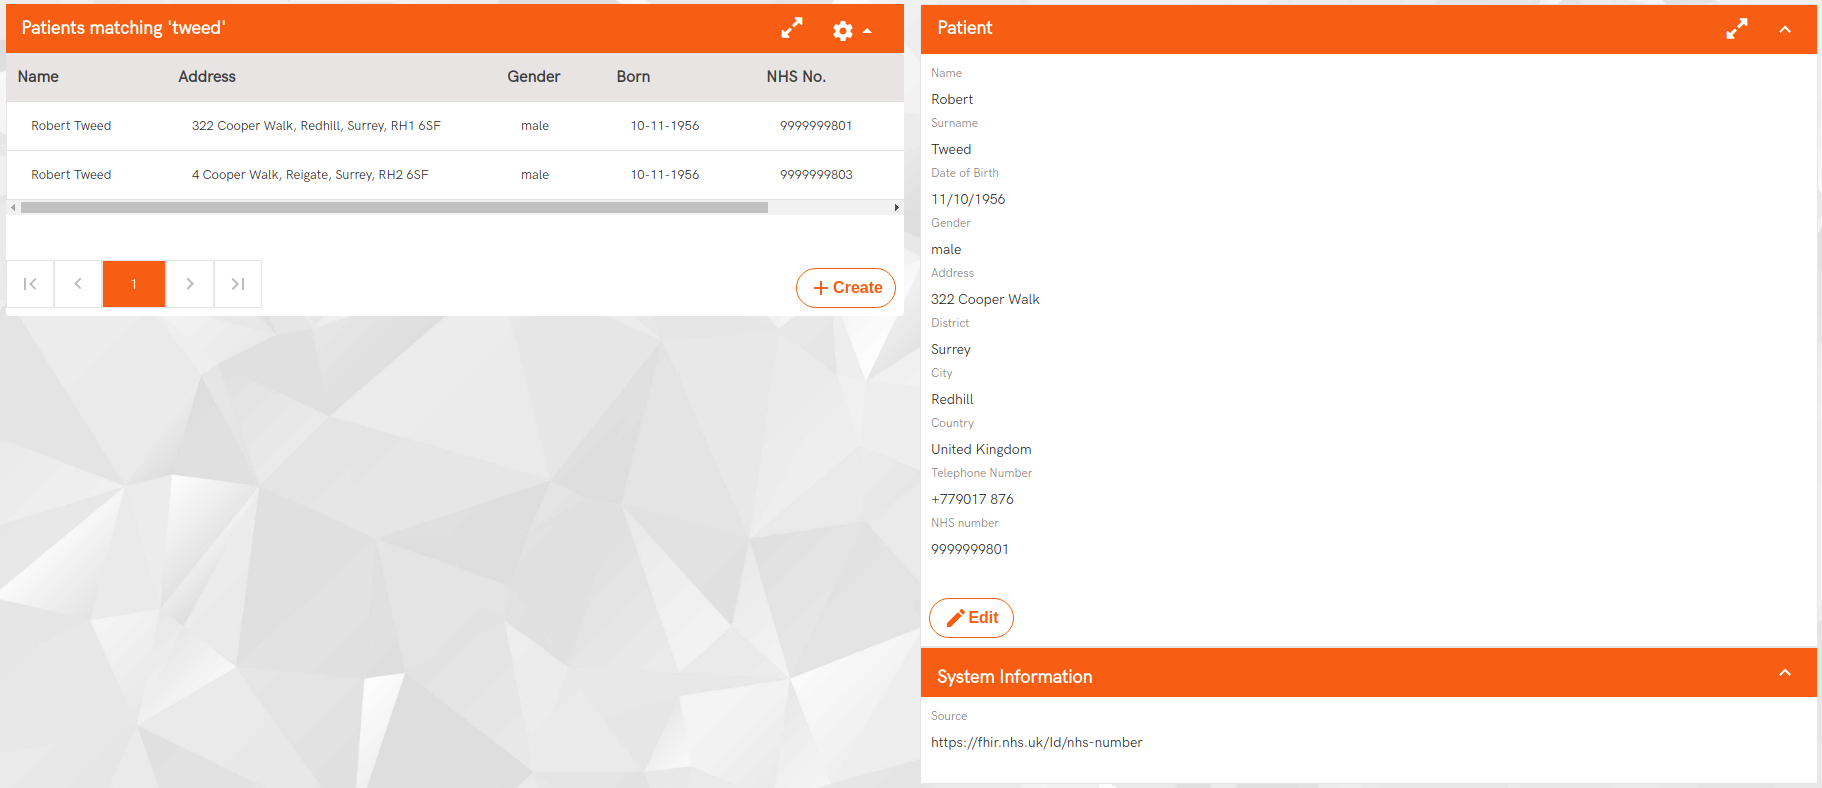 Patients matching 'tweed'
Name Address Gender Born NHS No.
Robert Tweed 322 Cooper Walk, Redhill, Surrey, RH1 6SF male 10-11-1956 9999999801
Robert Tweed 4 Cooper Walk, Reigate, Surrey, RH2 6SF male 10-11-1956 9999999803
1
Create
Patient
Name
Robert
Surname
Tweed
Date of Birth
11/10/1956
Gender
male
Address
322 Cooper Walk
District
Surrey
City
Redhill
Country
United Kingdom
Telephone Number
+779017 876
NHS number
9999999801
Edit
System Information
Source
https://fhir.nhs.uk/Id/nhs-number